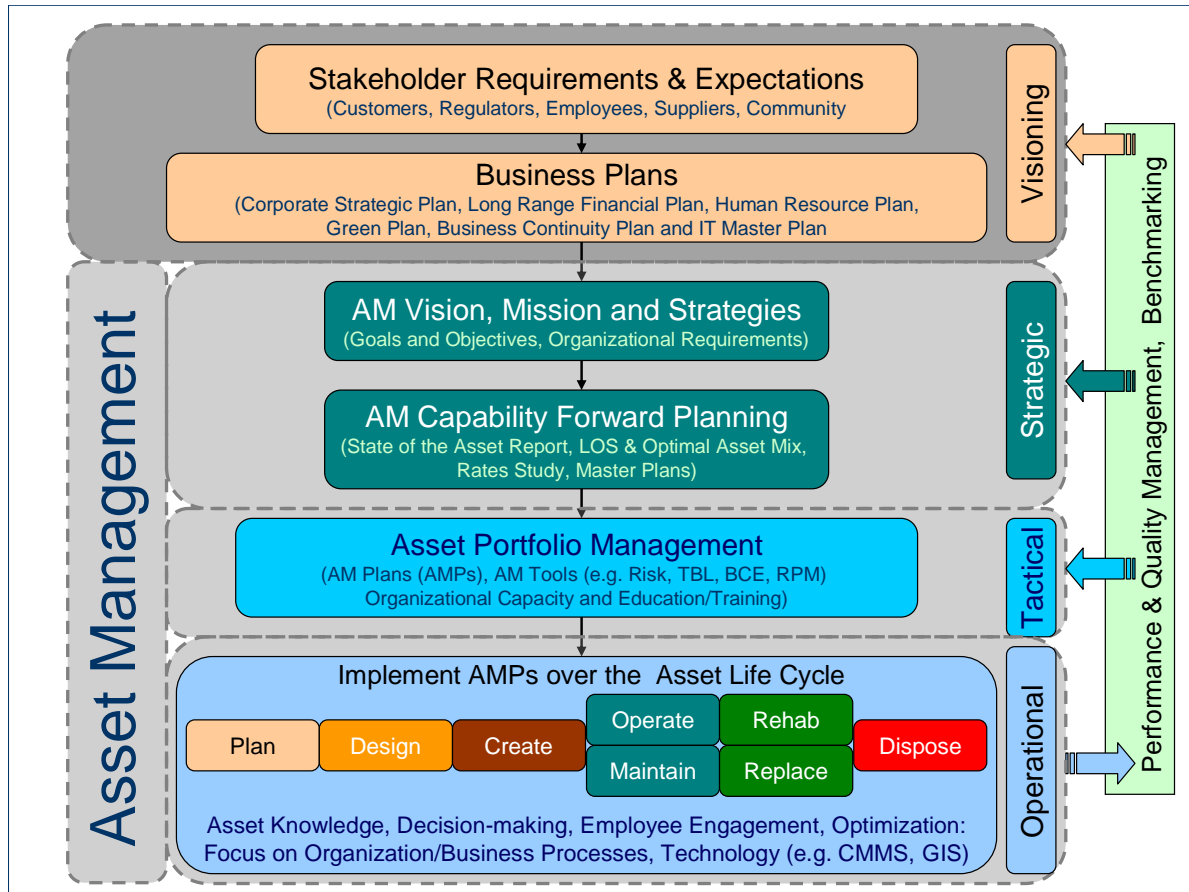 Stakeholder Requirements & Expectations
(Customers, Regulators, Employees, Suppliers, Community
Business Plans
(Corporate Strategic Plan, Long Range Financial Plan, Human Resource Plan,
Green Plan, Business Continuity Plan and IT Master Plan
Visioning
Asset Management
AM Vision, Mission and Strategies
(Goals and Objectives, Organizational Requirements)
AM Capability Forward Planning
(State of the Asset Report, LOS & Optimal Asset Mix,
Rates Study, Master Plans)
Strategic
Asset Portfolio Management
(AM Plans (AMPs), AM Tools (e.g. Risk, TBL, BCE, RPM)
Organizational Capacity and Education/Training)
Tactical
Implement AMPs over the Asset Life Cycle
Plan
Design
Create
Operate
Maintain
Rehab
Replace
Dispose
Asset Knowledge, Decision-making, Employee Engagement, Optimization:
Focus on Organization/Business Processes, Technology (e.g. CMMS, GIS)
Operational
Performance & Quality Management, Benchmarking